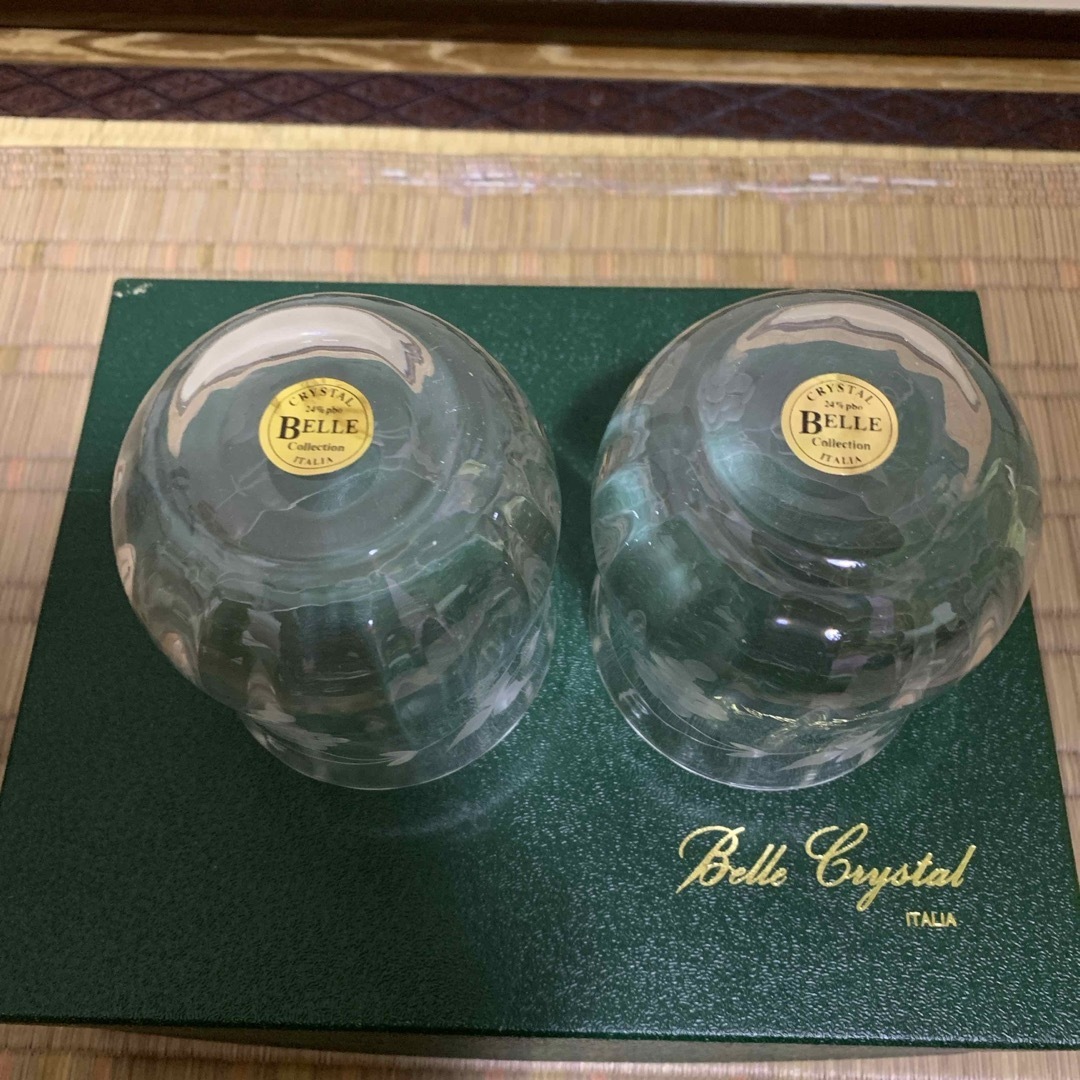 CRYSTAL
24% pbo
BELLE
Collection
ITALIA
CRYSTAL
24% pbo
BELLE
Collection
ITALIA
Belle Crystal
ITALIA